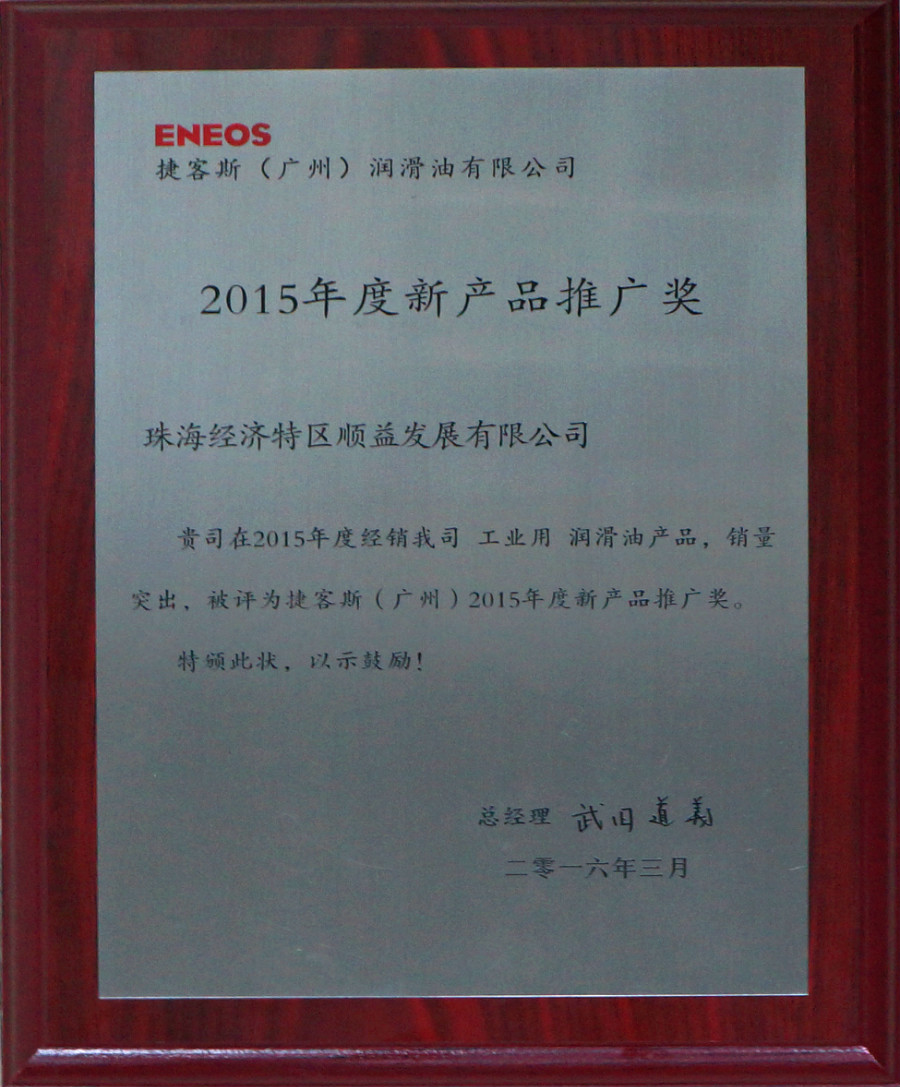 ENEOS
捷客斯（广州）润滑油有限公司
2015年度新产品推广奖
珠海经济特区顺益发展有限公司
贵司在2015年度经销我司 工业用 润滑油产品，销量
突出，被评为捷客斯（广州）2015年度新产品推广奖。
特颁此状，以示鼓励！
总经理 武田道義
二零一六年三月